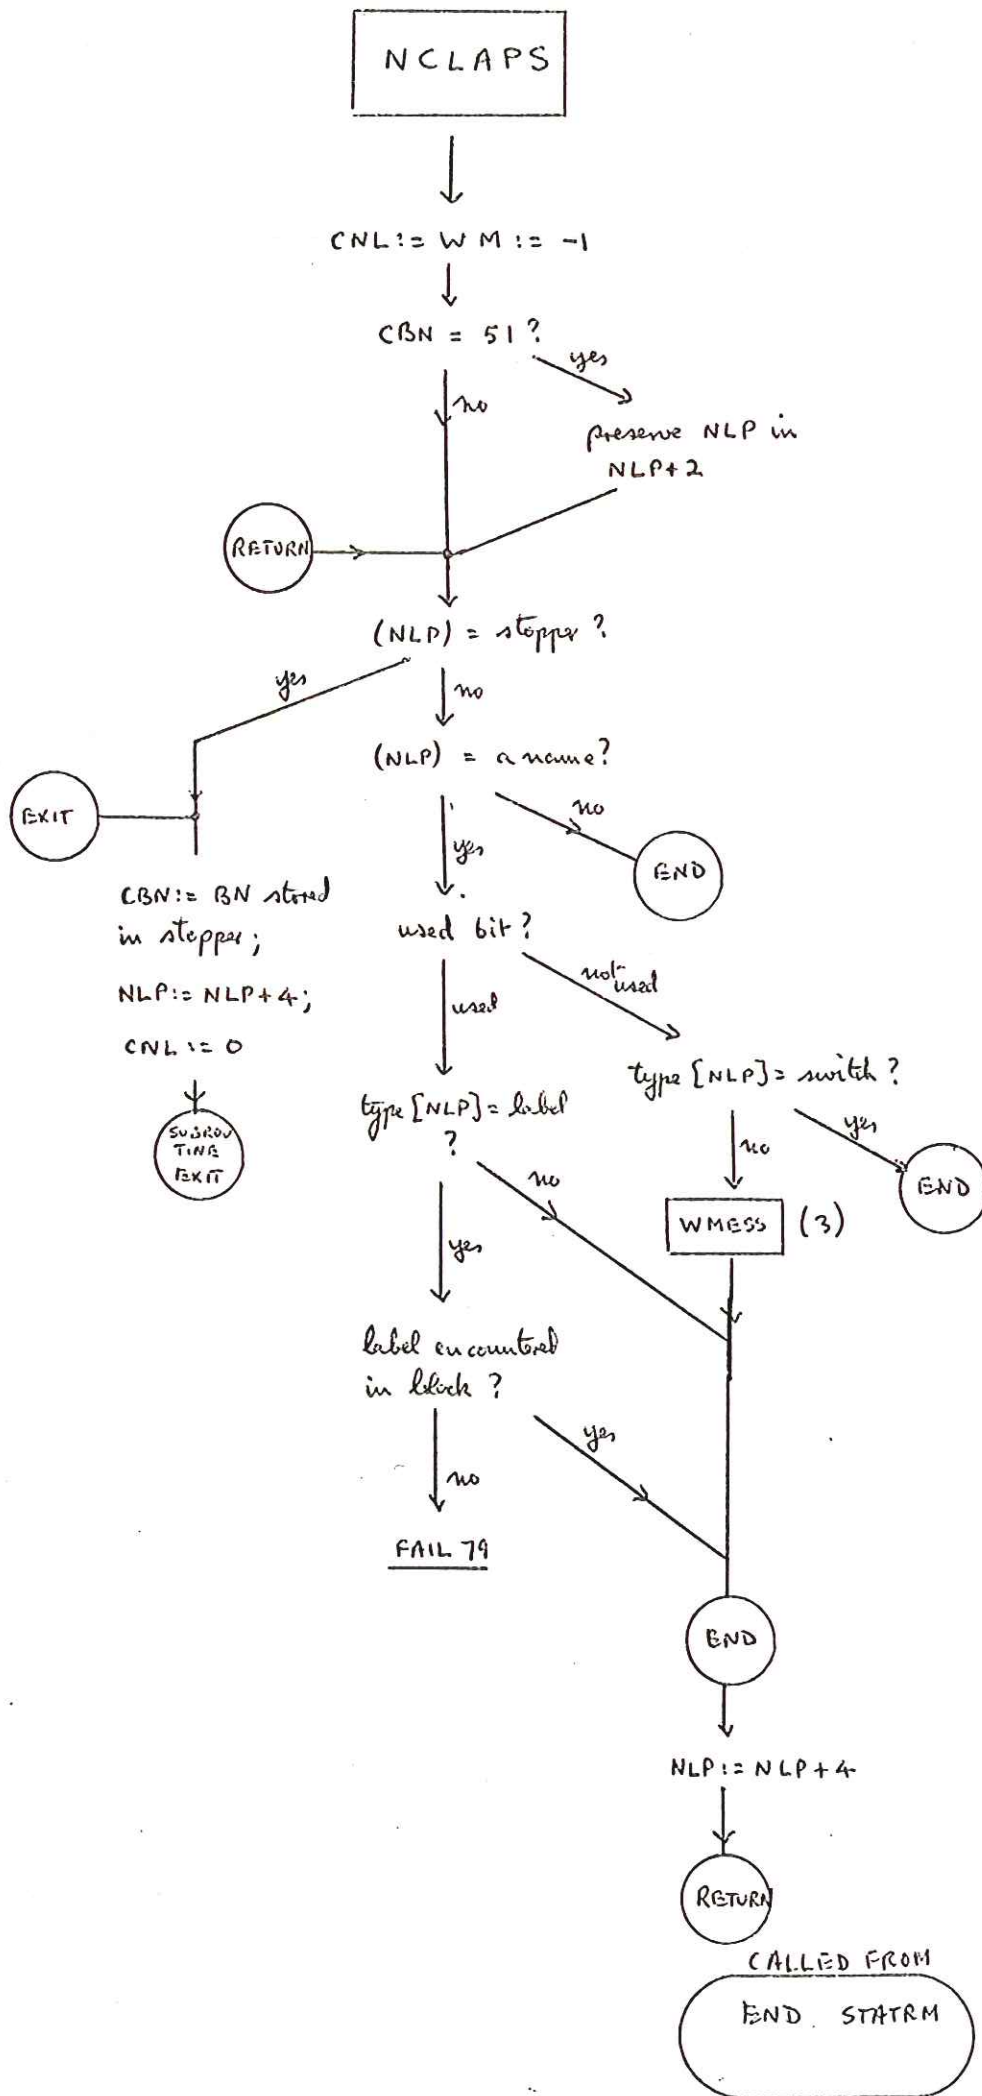 NCLAPS
CNL := WM := -1
CBN = 51 ?
yes
no
preserve NLP in
NLP+2
RETURN
(NLP) = stopper ?
yes
no
(NLP) = a name?
EXIT
no
yes
END
CBN := BN stored
in stopper;
used bit?
not used
used
NLP := NLP+4;
CNL := 0
type [NLP] = switch ?
type [NLP] = label
?
yes
no
SUBROU
TINE
EXIT
no
END
WMESS (3)
yes
label encountered
in block ?
yes
no
FAIL 79
END
NLP := NLP+4
RETURN
CALLED FROM
END. STATRM